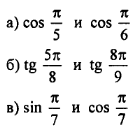 а) cos π/5 и cos π/6
б) tg 5π/8 и tg 8π/9
в) sin π/7 и cos π/7